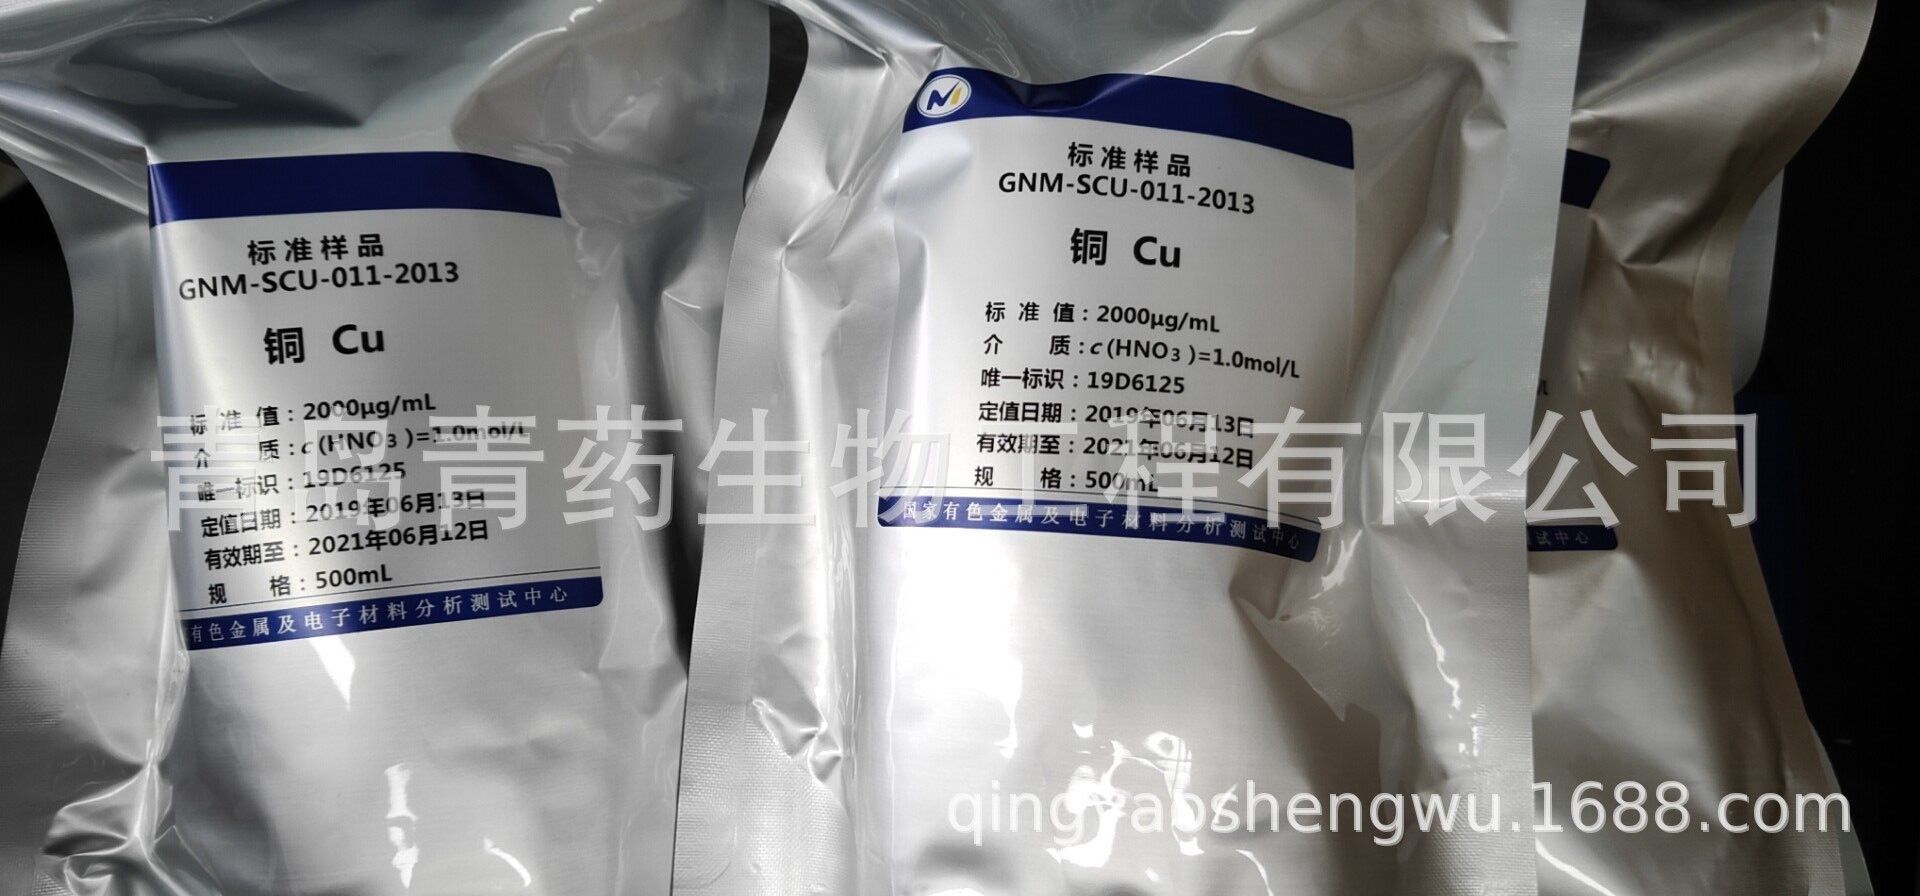 标准样品
GNM-SCU-011-2013
铜 Cu
标 准 值：2000μg/mL
介 质：c(HNO3)=1.0mol/L
唯一标识：19D6125
定值日期：2019年06月13日
有效期至：2021年06月12日
规 格：500mL
有色金属及电子材料分析测试中心
标准样品
GNM-SCU-011-2013
铜 Cu
标 准 值：2000μg/mL
介 质：c(HNO3)=1.0mol/L
唯一标识：19D6125
定值日期：2019年06月13日
有效期至：2021年06月12日
规 格：500mL
国家有色金属及电子材料分析测试中心
测试中心
青岛青药生物工程有限公司
qingyaoshengwu.1688.com